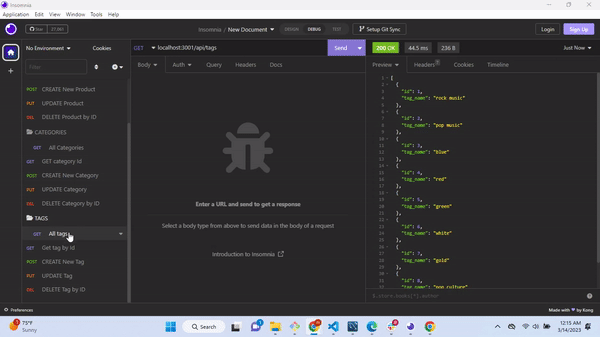 Insomnia
Application Edit View Window Tools Help
Star 27,861 Insomnia / New Document DESIGN DEBUG TEST Setup Git Sync Login Sign Up
No Environment Cookies GET localhost:3001/api/tags Send 200 OK 44.5 ms 236 B Just Now
Filter Body Auth Query Headers Docs Preview Headers Cookies Timeline
POST CREATE New Product
PUT UPDATE Product
DEL DELETE Product by ID
CATEGORIES
GET All Categories
GET GET category id
POST CREATE New Category
PUT UPDATE Category
DEL DELETE Category by ID
TAGS
GET All tags
GET Get tag by id
POST CREATE New Tag
PUT UPDATE Tag
DEL DELETE Tag by ID
Enter a URL and send to get a response
Select a body type from above to send data in the body of a request
Introduction to Insomnia
1 [
2 {
3 "id": 1,
4 "tag_name": "rock music"
5 },
6 {
7 "id": 2,
8 "tag_name": "pop music"
9 },
10 {
11 "id": 3,
12 "tag_name": "blue"
13 },
14 {
15 "id": 4,
16 "tag_name": "red"
17 },
18 {
19 "id": 5,
20 "tag_name": "green"
21 },
22 {
23 "id": 6,
24 "tag_name": "white"
25 },
26 {
27 "id": 7,
28 "tag_name": "gold"
29 },
30 {
31 "id": 8,
32 "tag_name": "pop culture"
$.store.books[*].author
Preferences Made with ♥ by Kong
75°F
Sunny
Search
12:15 AM
5/14/2023